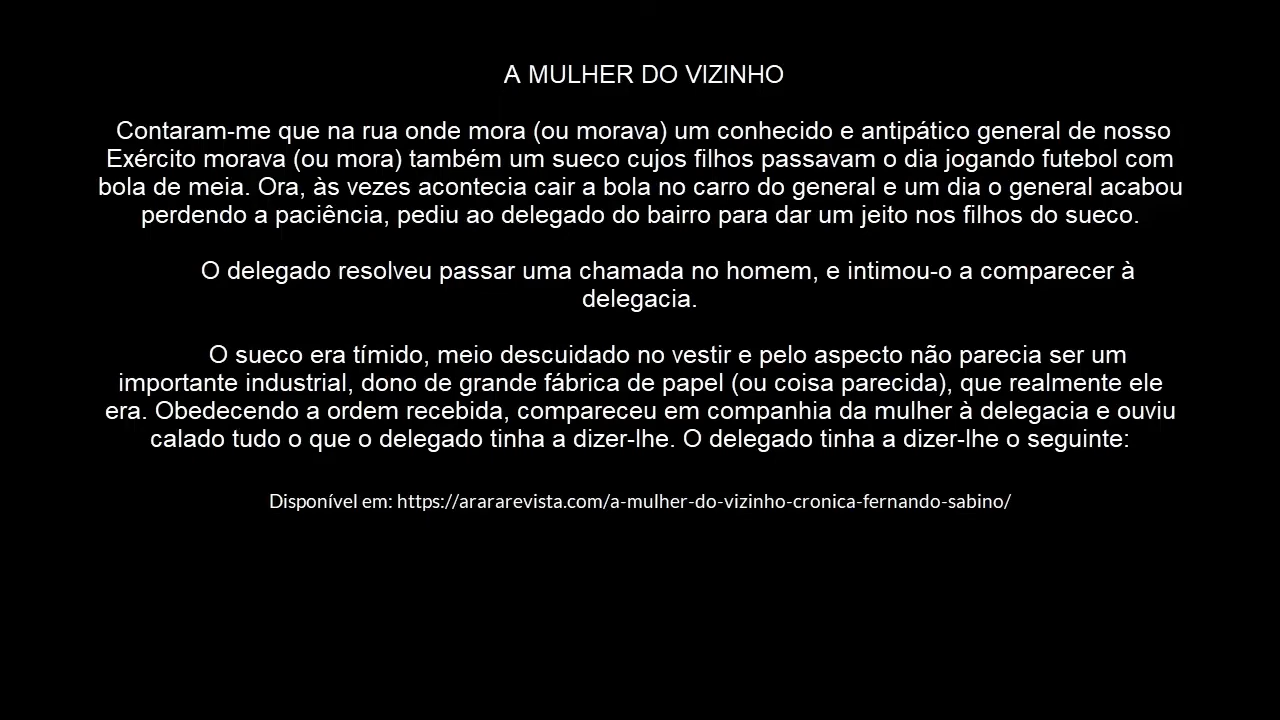 A MULHER DO VIZINHO
Contaram-me que na rua onde mora (ou morava) um conhecido e antipático general de nosso
Exército morava (ou mora) também um sueco cujos filhos passavam o dia jogando futebol com
bola de meia. Ora, às vezes acontecia cair a bola no carro do general e um dia o general acabou
perdendo a paciência, pediu ao delegado do bairro para dar um jeito nos filhos do sueco.
O delegado resolveu passar uma chamada no homem, e intimou-o a comparecer à
delegacia.
O sueco era tímido, meio descuidado no vestir e pelo aspecto não parecia ser um
importante industrial, dono de grande fábrica de papel (ou coisa parecida), que realmente ele
era. Obedecendo a ordem recebida, compareceu em companhia da mulher à delegacia e ouviu
calado tudo o que o delegado tinha a dizer-lhe. O delegado tinha a dizer-lhe o seguinte:
Disponível em: https://arararevista.com/a-mulher-do-vizinho-cronica-fernando-sabino/